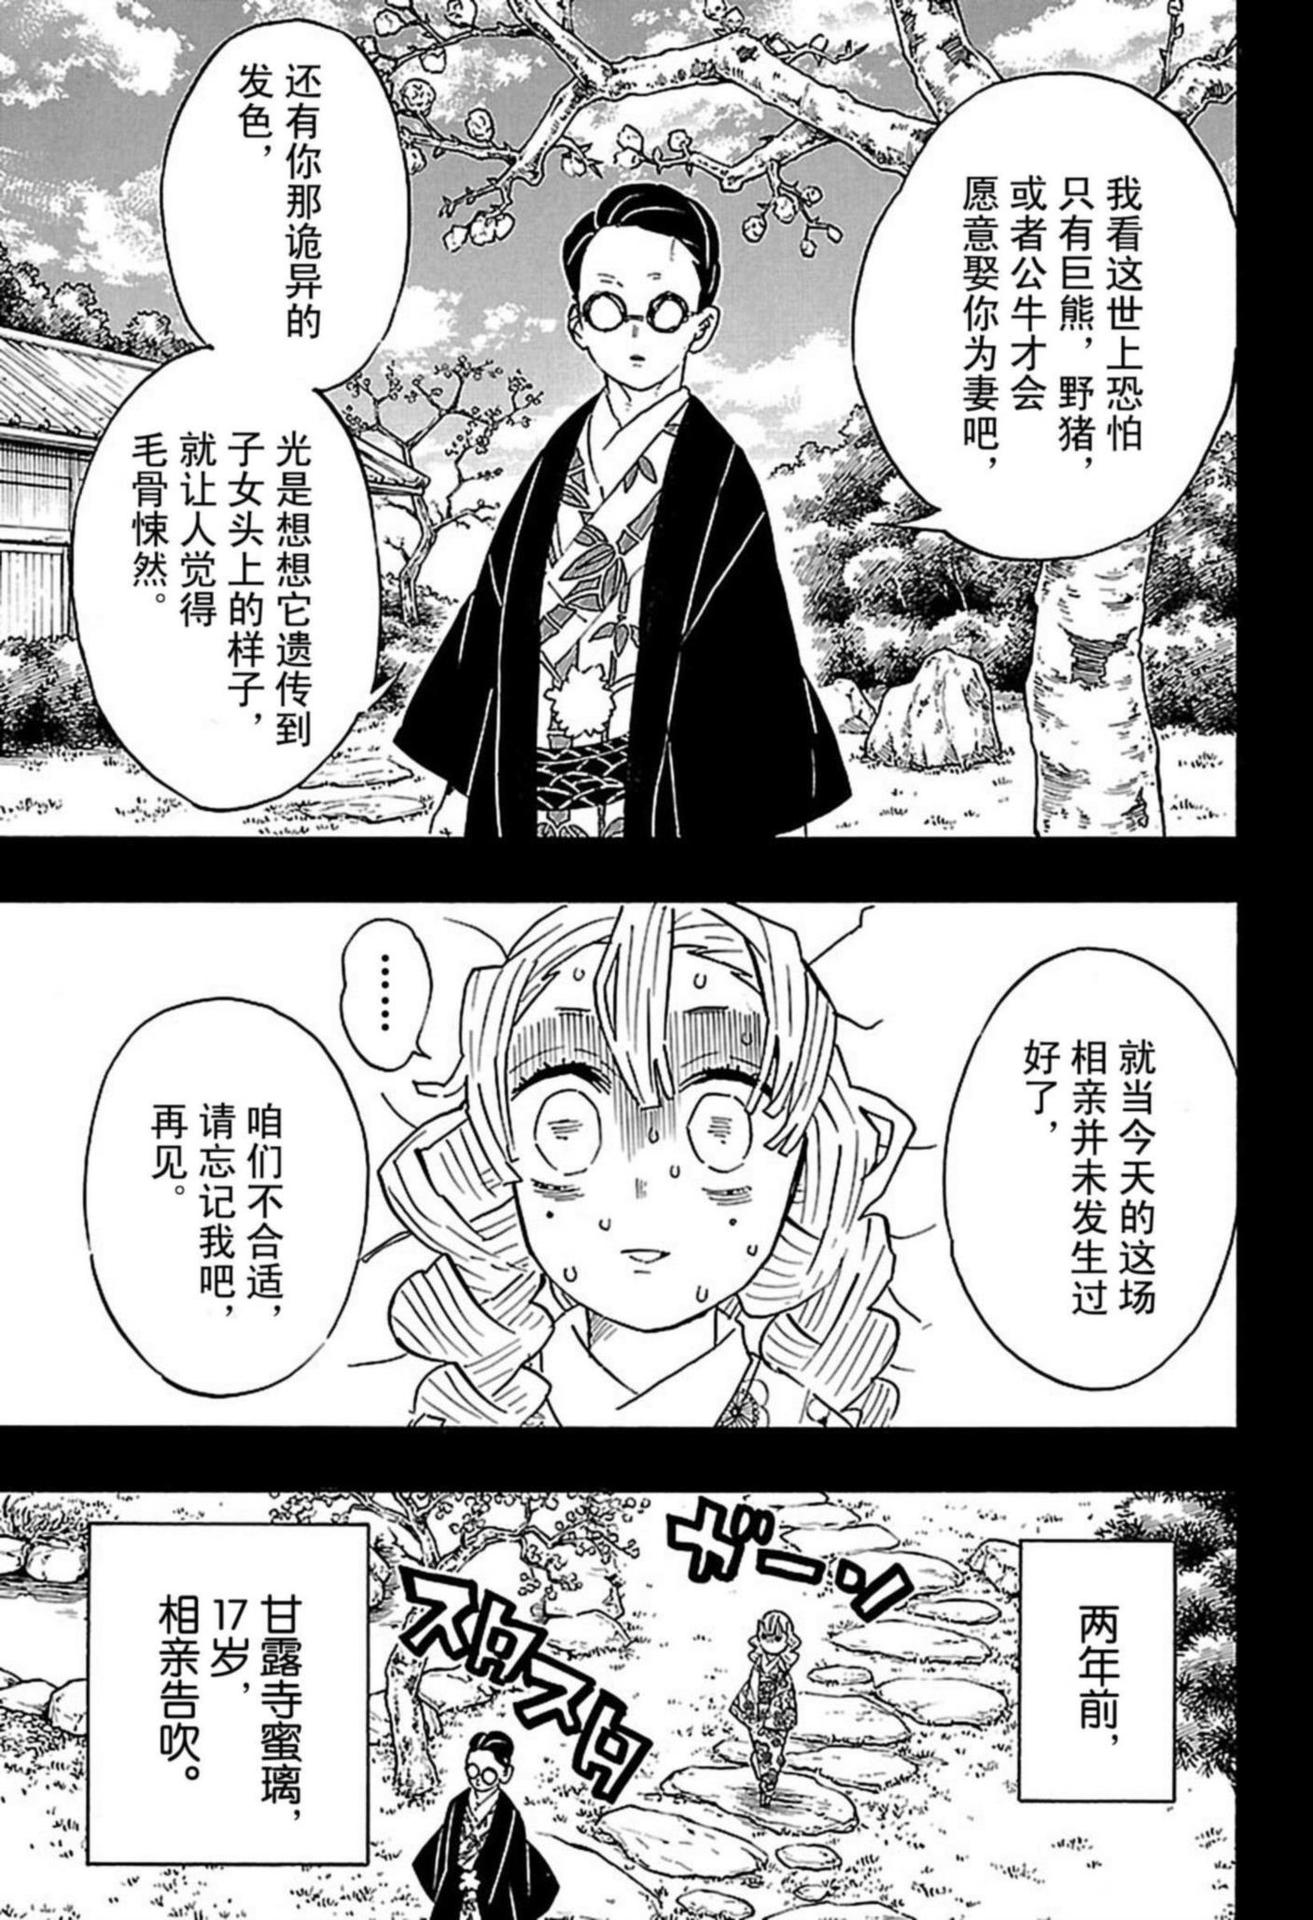 我看这世上恐怕
只有巨熊，野猪，
或者公牛才会
愿意娶你为妻吧，
还有你那诡异的
发色，
光是想想它遗传到
子女头上的样子，
就让人觉得
毛骨悚然。
就当今天的这场
相亲并未发生过
好了，
……
咱们不合适，
请忘记我吧，
再见。
两年前，
ガーン
スタスタ
甘露寺蜜璃，
17岁，
相亲告吹。